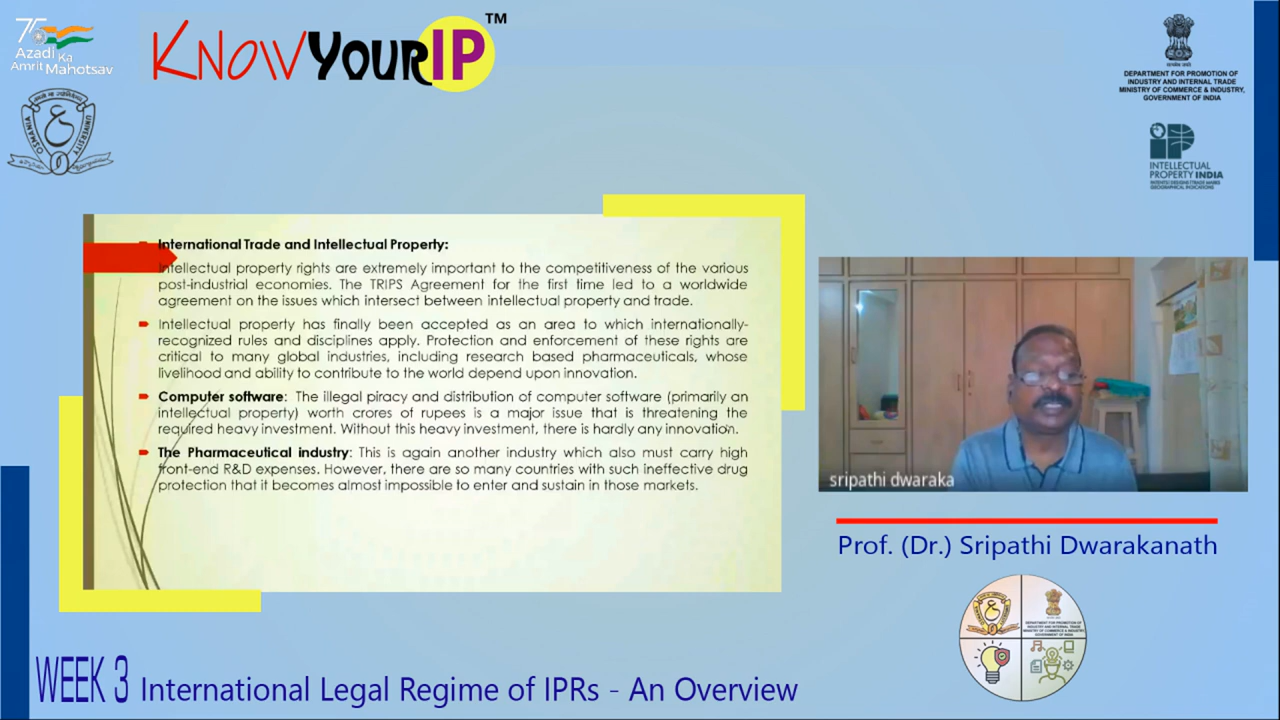 75
Azadi Ka
Amrit Mahotsav
KNOWYOURIP™
DEPARTMENT FOR PROMOTION OF
INDUSTRY AND INTERNAL TRADE
MINISTRY OF COMMERCE & INDUSTRY,
GOVERNMENT OF INDIA
OSMANIA UNIVERSITY
iP
INTELLECTUAL
PROPERTY INDIA
PATENTS | DESIGNS | TRADE MARKS
GEOGRAPHICAL INDICATIONS
International Trade and Intellectual Property:
Intellectual property rights are extremely important to the competitiveness of the various
post-industrial economies. The TRIPS Agreement for the first time led to a worldwide
agreement on the issues which intersect between intellectual property and trade.
Intellectual property has finally been accepted as an area to which internationally-
recognized rules and disciplines apply. Protection and enforcement of these rights are
critical to many global industries, including research based pharmaceuticals, whose
livelihood and ability to contribute to the world depend upon innovation.
Computer software: The illegal piracy and distribution of computer software (primarily an
intellectual property) worth crores of rupees is a major issue that is threatening the
required heavy investment. Without this heavy investment, there is hardly any innovation.
The Pharmaceutical industry: This is again another industry which also must carry high
front-end R&D expenses. However, there are so many countries with such ineffective drug
protection that it becomes almost impossible to enter and sustain in those markets.
sripathi dwaraka
Prof. (Dr.) Sripathi Dwarakanath
WEEK 3 International Legal Regime of IPRs - An Overview